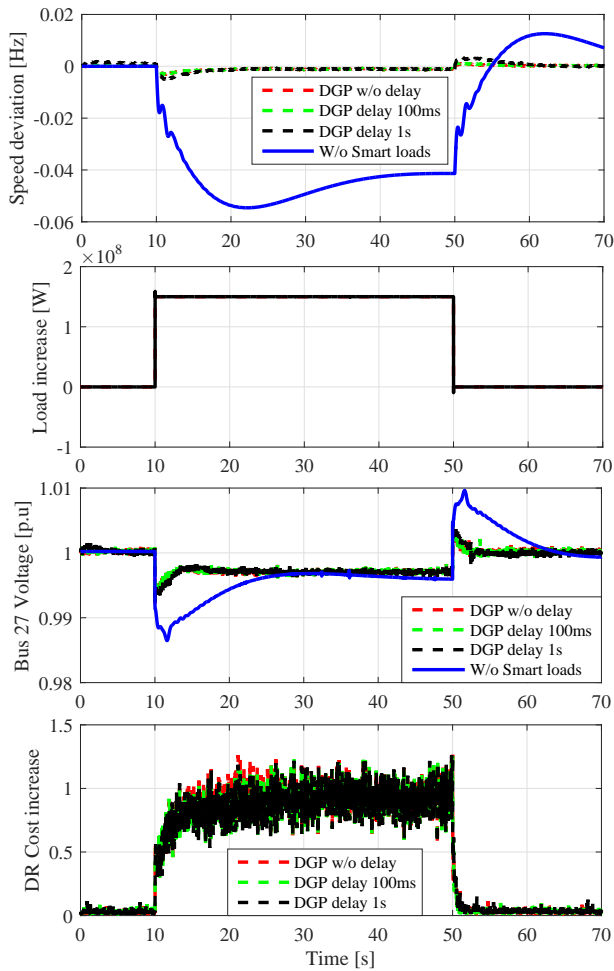 0.02
0
-0.02
-0.04
-0.06
Speed deviation [Hz]
DGP w/o delay
DGP delay 100ms
DGP delay 1s
W/o Smart loads
0 10 20 30 40 50 60 70
×10^8
2
1
0
-1
Load increase [W]
0 10 20 30 40 50 60 70
1.01
1
0.99
0.98
Bus 27 Voltage [p.u]
DGP w/o delay
DGP delay 100ms
DGP delay 1s
W/o Smart loads
0 10 20 30 40 50 60 70
1.5
1
0.5
0
DR Cost increase
DGP w/o delay
DGP delay 100ms
DGP delay 1s
0 10 20 30 40 50 60 70
Time [s]